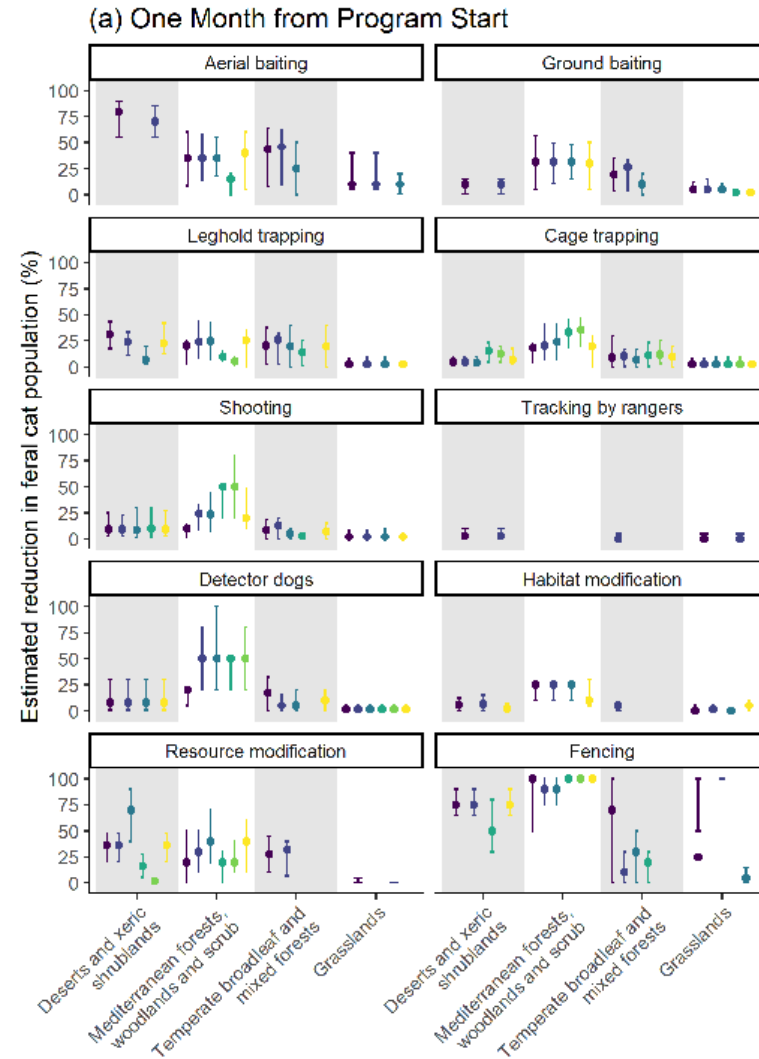 (a) One Month from Program Start
Estimated reduction in feral cat population (%)
Aerial baiting
Ground baiting
100
75
50
25
0
Leghold trapping
Cage trapping
100
75
50
25
0
Shooting
Tracking by rangers
100
75
50
25
0
Detector dogs
Habitat modification
100
75
50
25
0
Resource modification
Fencing
100
75
50
25
0
Deserts and xeric
shrublands
Mediterranean forests,
woodlands and scrub
Temperate broadleaf and
mixed forests
Grasslands
Deserts and xeric
shrublands
Mediterranean forests,
woodlands and scrub
Temperate broadleaf and
mixed forests
Grasslands